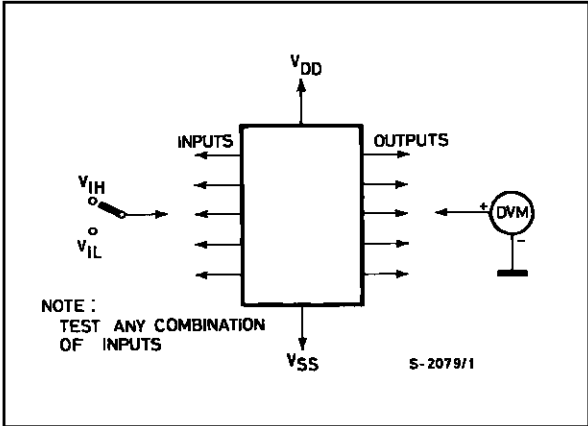 VDD
INPUTS
OUTPUTS
VIH
VIL
+
DVM
-
NOTE :
TEST ANY COMBINATION
OF INPUTS
VSS
S-2079/1